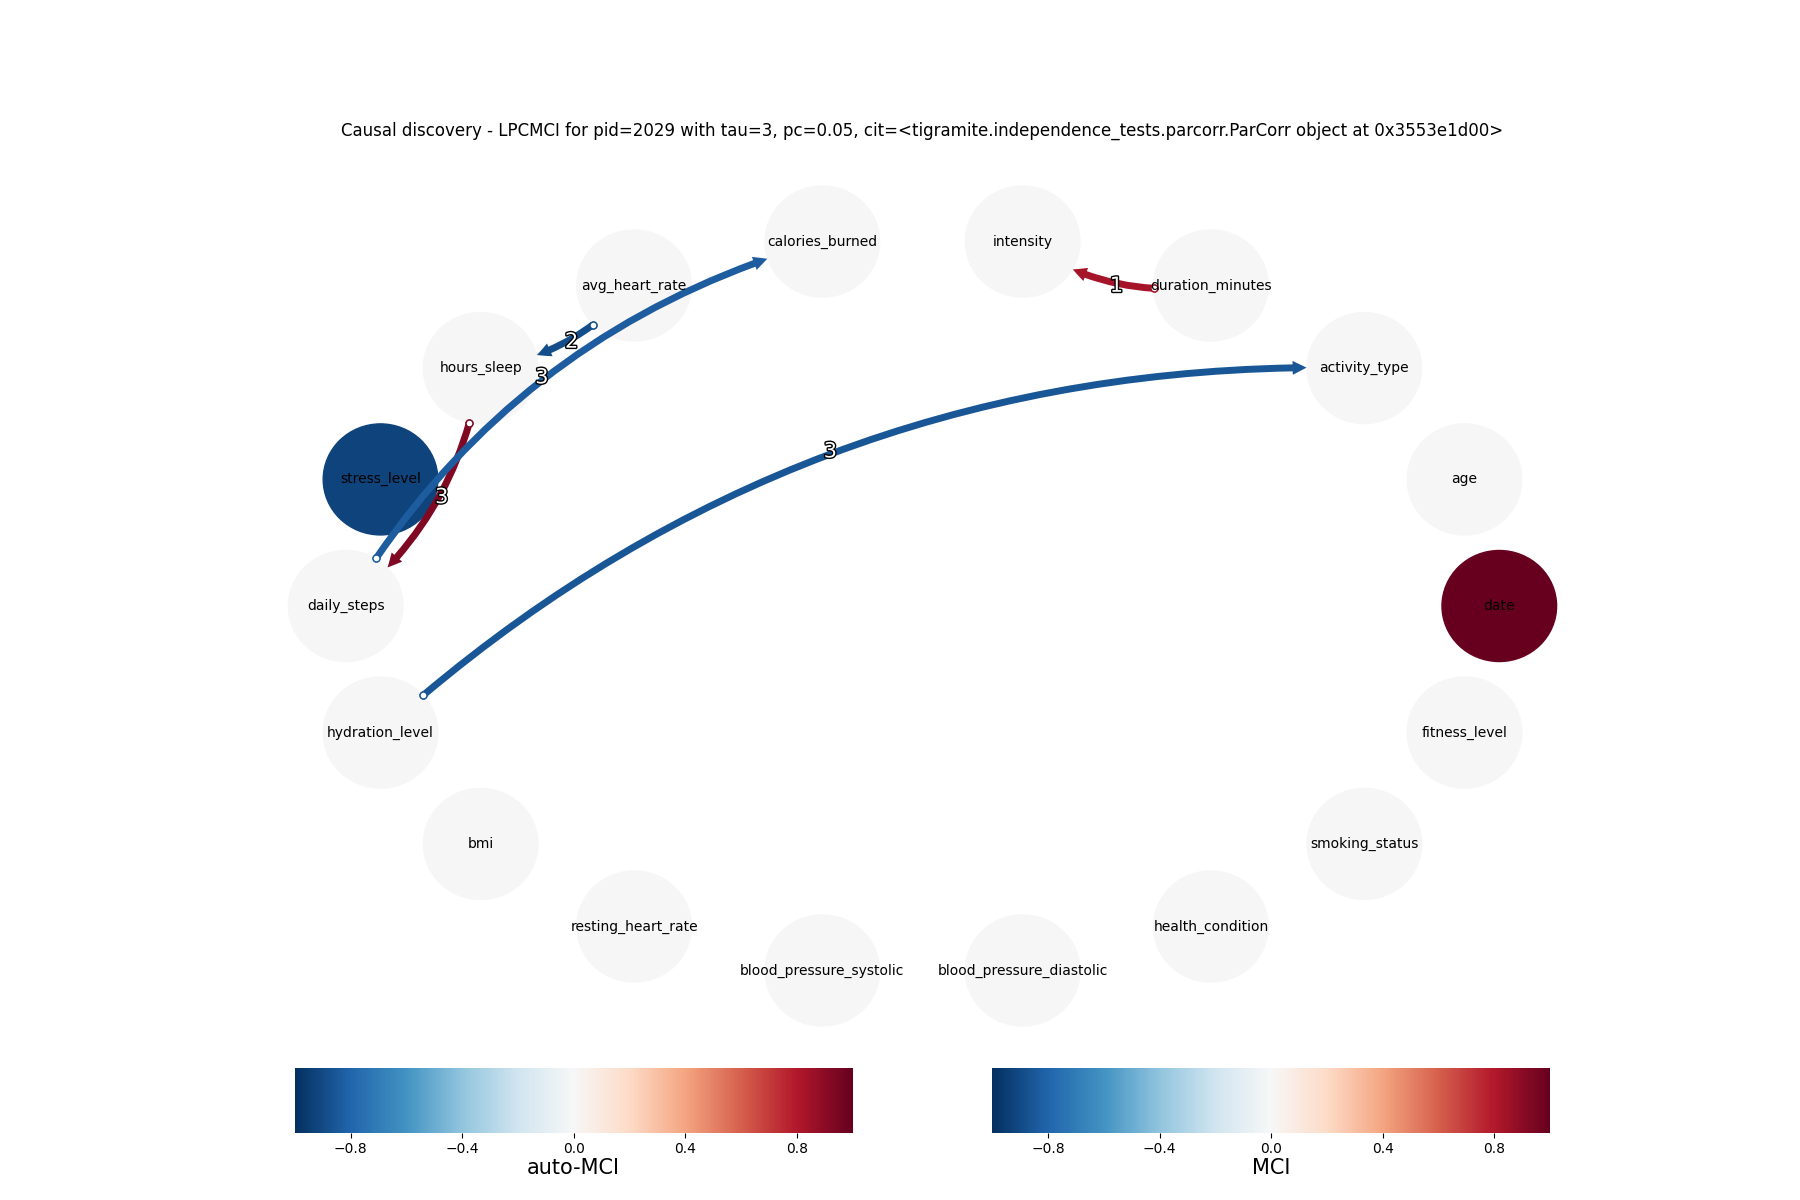 Causal discovery - LPCMCI for pid=2029 with tau=3, pc=0.05, cit=<tigramite.independence_tests.parcorr.ParCorr object at 0x3553e1d00>
calories_burned
intensity
avg_heart_rate
1
duration_minutes
2
hours_sleep
3
activity_type
3
stress_level
3
age
daily_steps
date
hydration_level
fitness_level
bmi
smoking_status
resting_heart_rate
health_condition
blood_pressure_systolic
blood_pressure_diastolic
−0.8 −0.4 0.0 0.4 0.8
auto-MCI
−0.8 −0.4 0.0 0.4 0.8
MCI